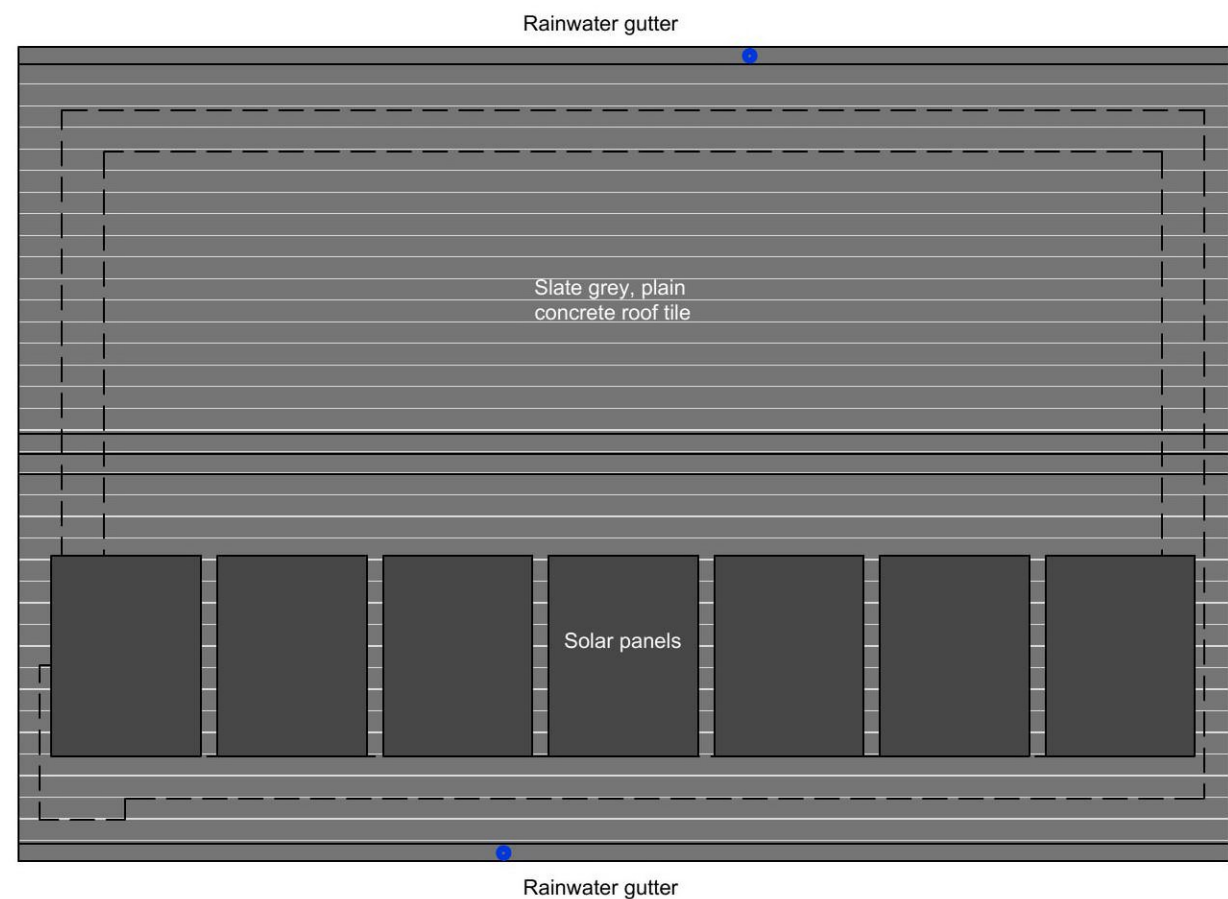 Rainwater gutter
Slate grey, plain
concrete roof tile
Solar panels
Rainwater gutter